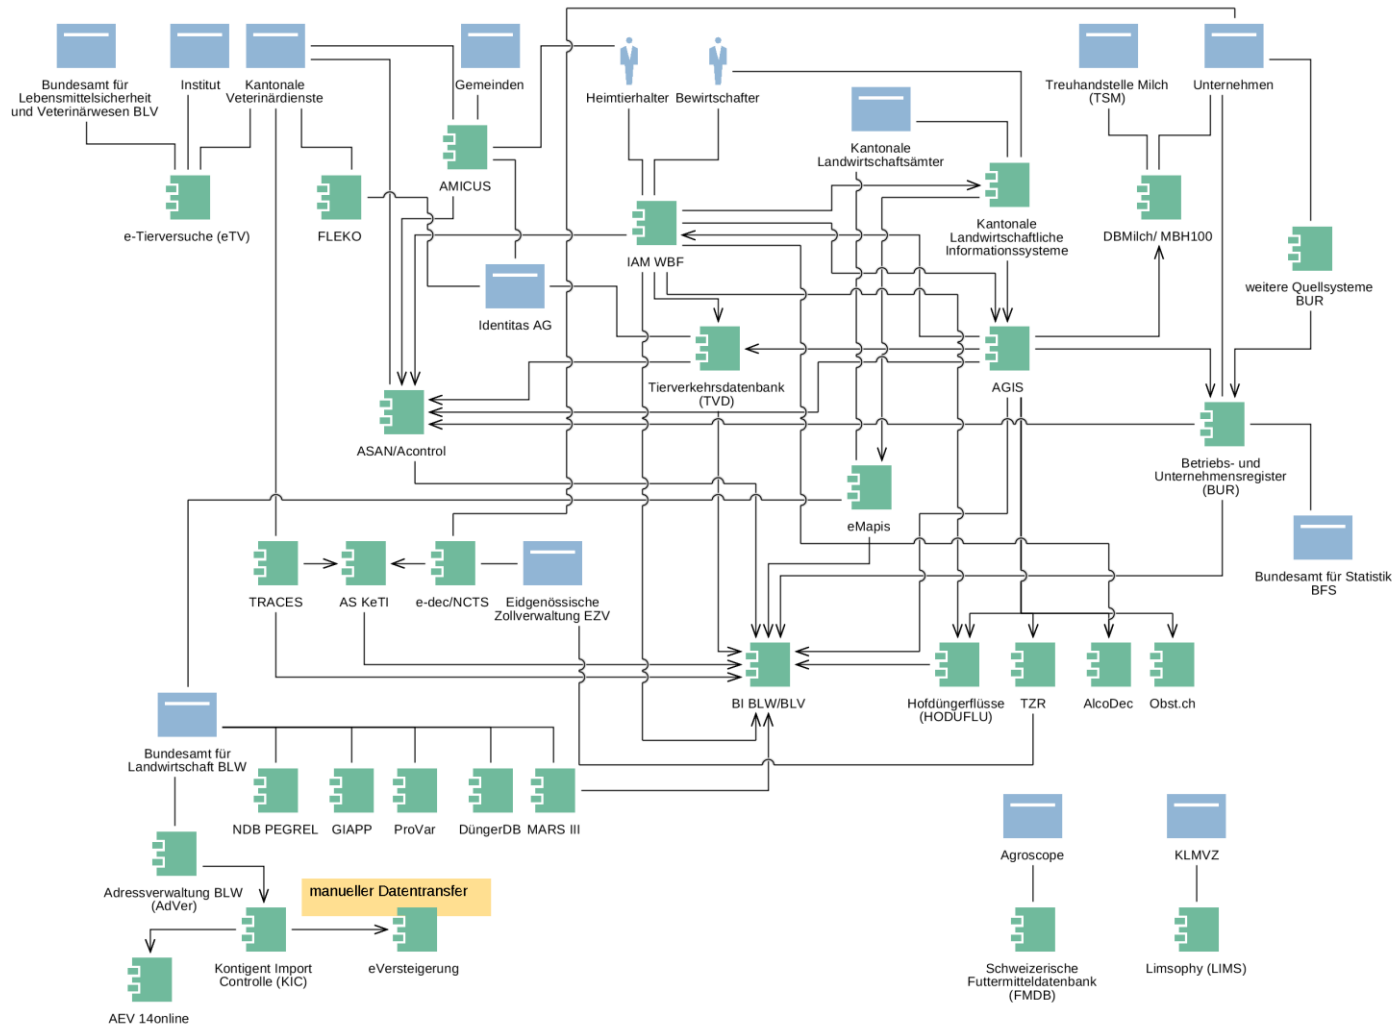 Bundesamt für
Lebensmittelsicherheit
und Veterinärwesen BLV
Institut
Kantonale
Veterinärdienste
Gemeinden
Heimtierhalter
Bewirtschafter
Treuhandstelle Milch
(TSM)
Unternehmen
Kantonale
Landwirtschaftsämter
e-Tierversuche (eTV)
FLEKO
AMICUS
IAM WBF
Kantonale
Landwirtschaftliche
Informationssysteme
DBMilch/ MBH100
weitere Quellsysteme
BUR
Identitas AG
Tierverkehrsdatenbank
(TVD)
AGIS
ASAN/Acontrol
Betriebs- und
Unternehmensregister
(BUR)
eMapis
TRACES
AS KeTI
e-dec/NCTS
Eidgenössische
Zollverwaltung EZV
Bundesamt für Statistik
BFS
BI BLW/BLV
Hofdüngerflüsse
(HODUFLU)
TZR
AlcoDec
Obst.ch
Bundesamt für
Landwirtschaft BLW
NDB PEGREL
GIAPP
ProVar
DüngerDB
MARS III
Agroscope
KLMVZ
Adressverwaltung BLW
(AdVer)
manueller Datentransfer
Kontigent Import
Controlle (KIC)
eVersteigerung
Schweizerische
Futtermitteldatenbank
(FMDB)
Limsophy (LIMS)
AEV 14online